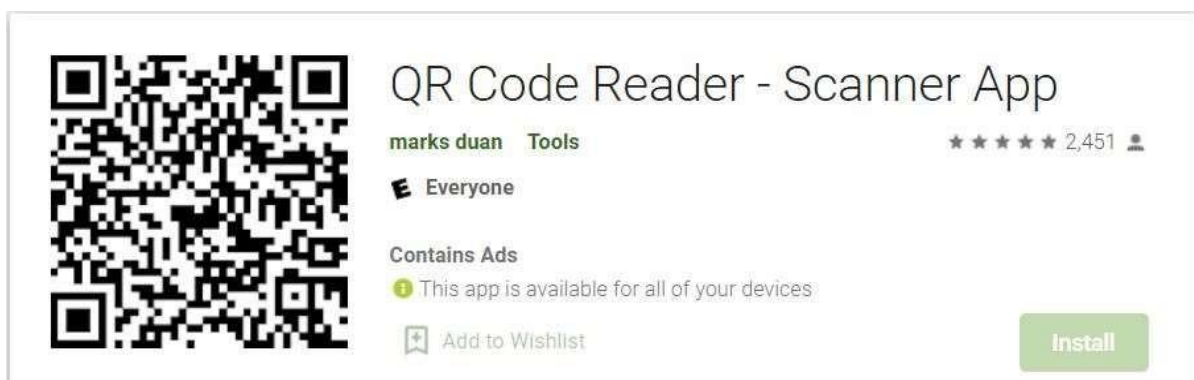 QR Code Reader - Scanner App
marks duan Tools 2,451
E Everyone
Contains Ads
This app is available for all of your devices
Add to Wishlist Install